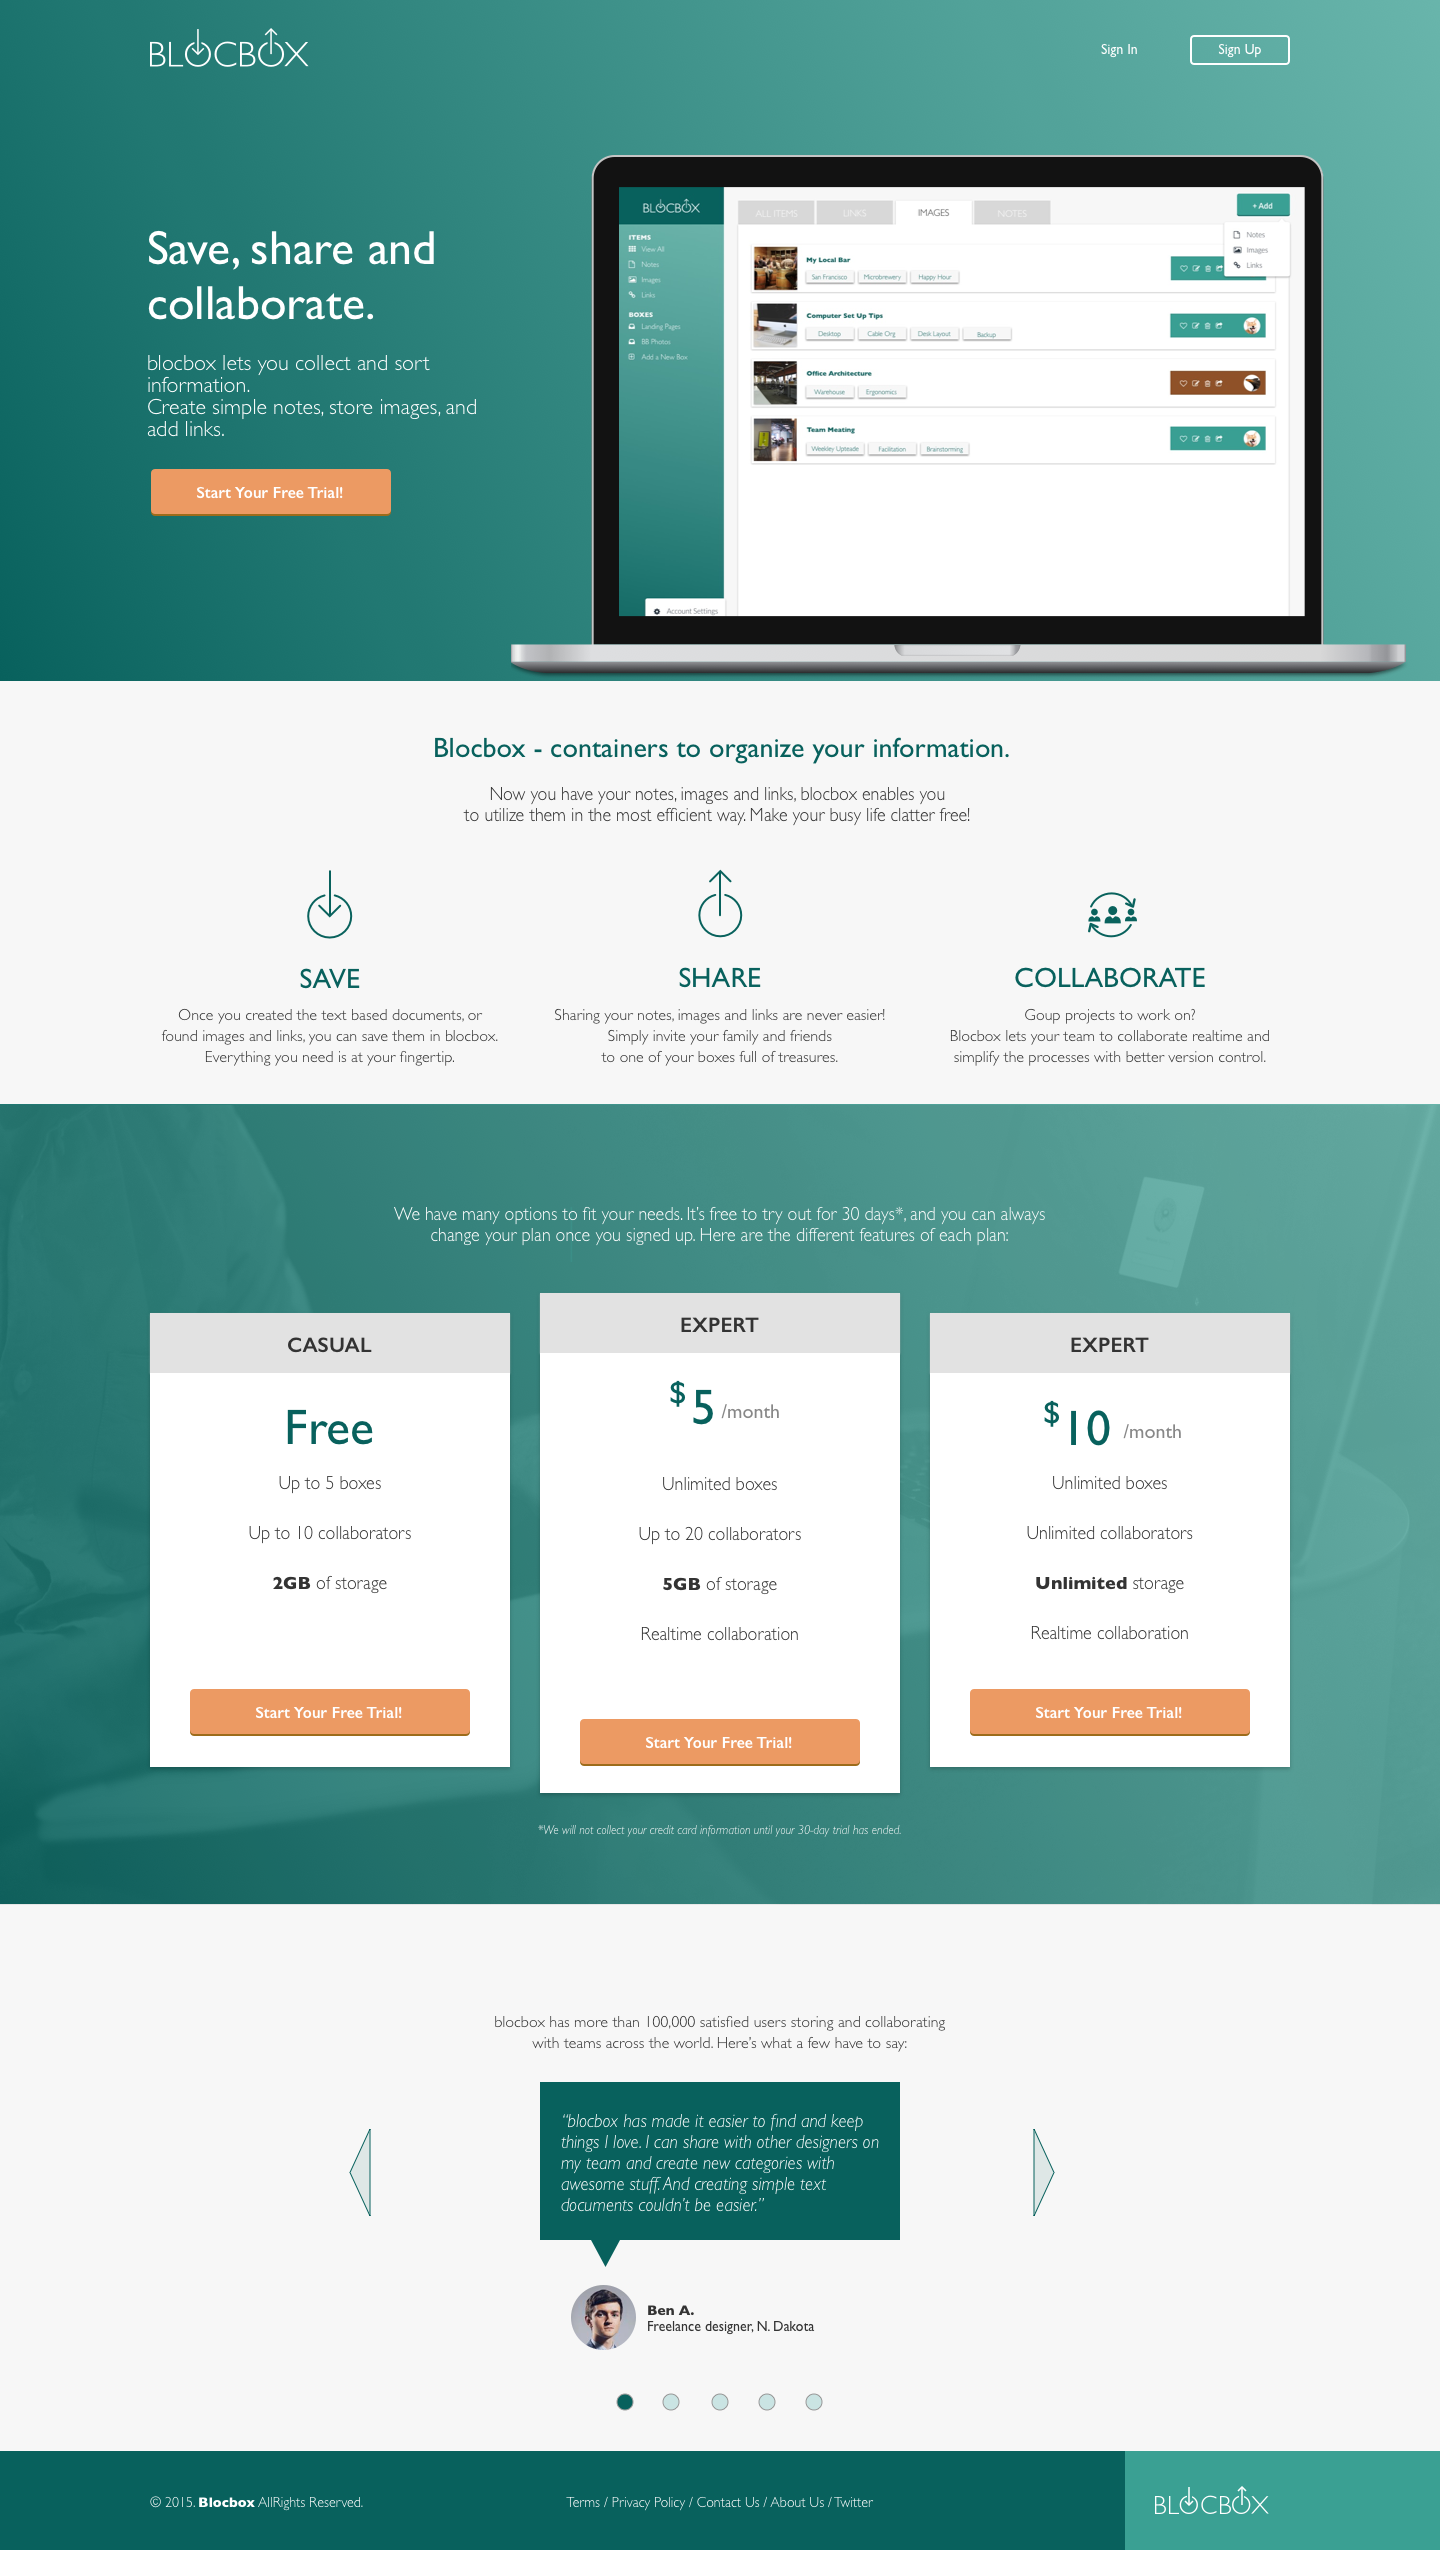 BLOCBOX
Sign In
Sign Up
Save, share and
collaborate.
blocbox lets you collect and sort
information.
Create simple notes, store images, and
add links.
Start Your Free Trial!
BLOCBOX
ITEMS
View All
Notes
Images
Links
BOXES
Landing Pages
BB Photos
Add a New Box
Account Settings
ALL ITEMS
LINKS
IMAGES
NOTES
+ Add
Notes
Images
Links
My Local Bar
San Francisco
Microbrewery
Happy Hour
Computer Set Up Tips
Desktop
Cable Org
Desk Layout
Backup
Office Architecture
Warehouse
Ergonomics
Team Meating
Weekley Upteade
Facilitation
Brainstorming
Blocbox - containers to organize your information.
Now you have your notes, images and links, blocbox enables you
to utilize them in the most efficient way. Make your busy life clatter free!
SAVE
Once you created the text based documents, or
found images and links, you can save them in blocbox.
Everything you need is at your fingertip.
SHARE
Sharing your notes, images and links are never easier!
Simply invite your family and friends
to one of your boxes full of treasures.
COLLABORATE
Goup projects to work on?
Blocbox lets your team to collaborate realtime and
simplify the processes with better version control.
We have many options to fit your needs. It's free to try out for 30 days*, and you can always
change your plan once you signed up. Here are the different features of each plan:
CASUAL
Free
Up to 5 boxes
Up to 10 collaborators
2GB of storage
Start Your Free Trial!
EXPERT
$5 /month
Unlimited boxes
Up to 20 collaborators
5GB of storage
Realtime collaboration
Start Your Free Trial!
EXPERT
$10 /month
Unlimited boxes
Unlimited collaborators
Unlimited storage
Realtime collaboration
Start Your Free Trial!
*We will not collect your credit card information until your 30-day trial has ended.
blocbox has more than 100,000 satisfied users storing and collaborating
with teams across the world. Here's what a few have to say:
“blocbox has made it easier to find and keep
things I love. I can share with other designers on
my team and create new categories with
awesome stuff. And creating simple text
documents couldn't be easier.”
Ben A.
Freelance designer, N. Dakota
© 2015. Blocbox AllRights Reserved.
Terms / Privacy Policy / Contact Us / About Us / Twitter
BLOCBOX